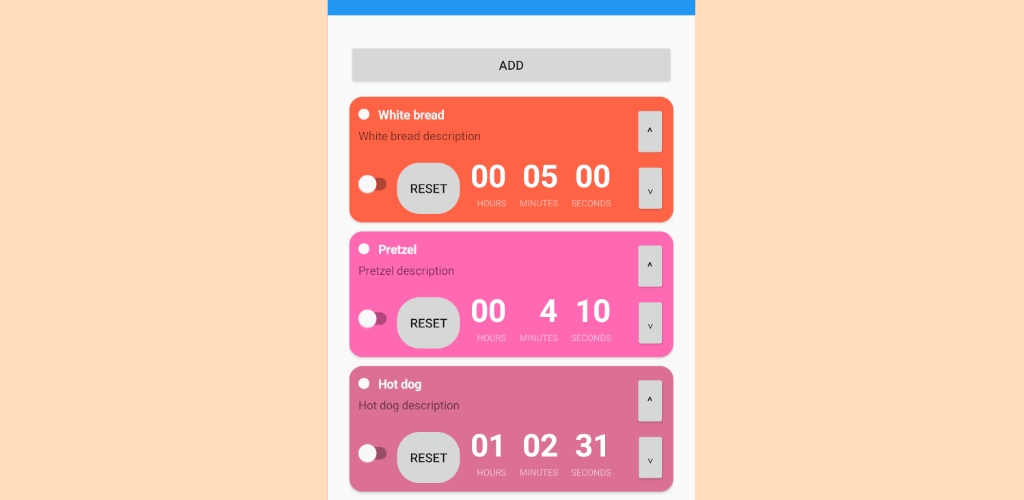 ADD
White bread
White bread description
^
RESET
00 05 00
HOURS MINUTES SECONDS
v
Pretzel
Pretzel description
^
RESET
00 4 10
HOURS MINUTES SECONDS
v
Hot dog
Hot dog description
^
RESET
01 02 31
HOURS MINUTES SECONDS
v